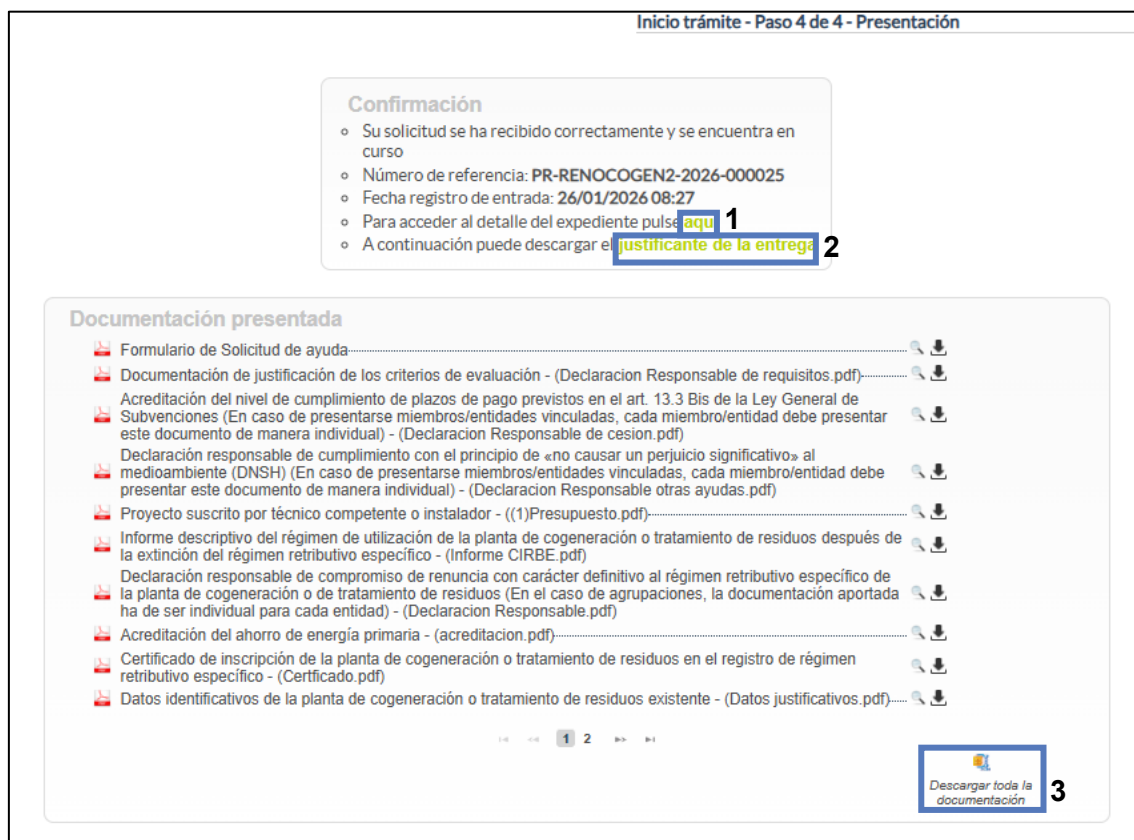 Inicio trámite - Paso 4 de 4 - Presentación
Confirmación
Su solicitud se ha recibido correctamente y se encuentra en
curso
Número de referencia: PR-RENOCOGEN2-2026-000025
Fecha registro de entrada: 26/01/2026 08:27
Para acceder al detalle del expediente pulse aquí 1
A continuación puede descargar el justificante de la entrega 2
Documentación presentada
Formulario de Solicitud de ayuda
Documentación de justificación de los criterios de evaluación - (Declaracion Responsable de requisitos.pdf)
Acreditación del nivel de cumplimiento de plazos de pago previstos en el art. 13.3 Bis de la Ley General de
Subvenciones (En caso de presentarse miembros/entidades vinculadas, cada miembro/entidad debe presentar
este documento de manera individual) - (Declaracion Responsable de cesion.pdf)
Declaración responsable de cumplimiento con el principio de «no causar un perjuicio significativo» al
medioambiente (DNSH) (En caso de presentarse miembros/entidades vinculadas, cada miembro/entidad debe
presentar este documento de manera individual) - (Declaracion Responsable otras ayudas.pdf)
Proyecto suscrito por técnico competente o instalador - ((1)Presupuesto.pdf)
Informe descriptivo del régimen de utilización de la planta de cogeneración o tratamiento de residuos después de
la extinción del régimen retributivo específico - (Informe CIRBE.pdf)
Declaración responsable de compromiso de renuncia con carácter definitivo al régimen retributivo específico de
la planta de cogeneración o de tratamiento de residuos (En el caso de agrupaciones, la documentación aportada
ha de ser individual para cada entidad) - (Declaracion Responsable.pdf)
Acreditación del ahorro de energía primaria - (acreditacion.pdf)
Certificado de inscripción de la planta de cogeneración o tratamiento de residuos en el registro de régimen
retributivo específico - (Certficado.pdf)
Datos identificativos de la planta de cogeneración o tratamiento de residuos existente - (Datos justificativos.pdf)
1 2
Descargar toda la
documentación 3